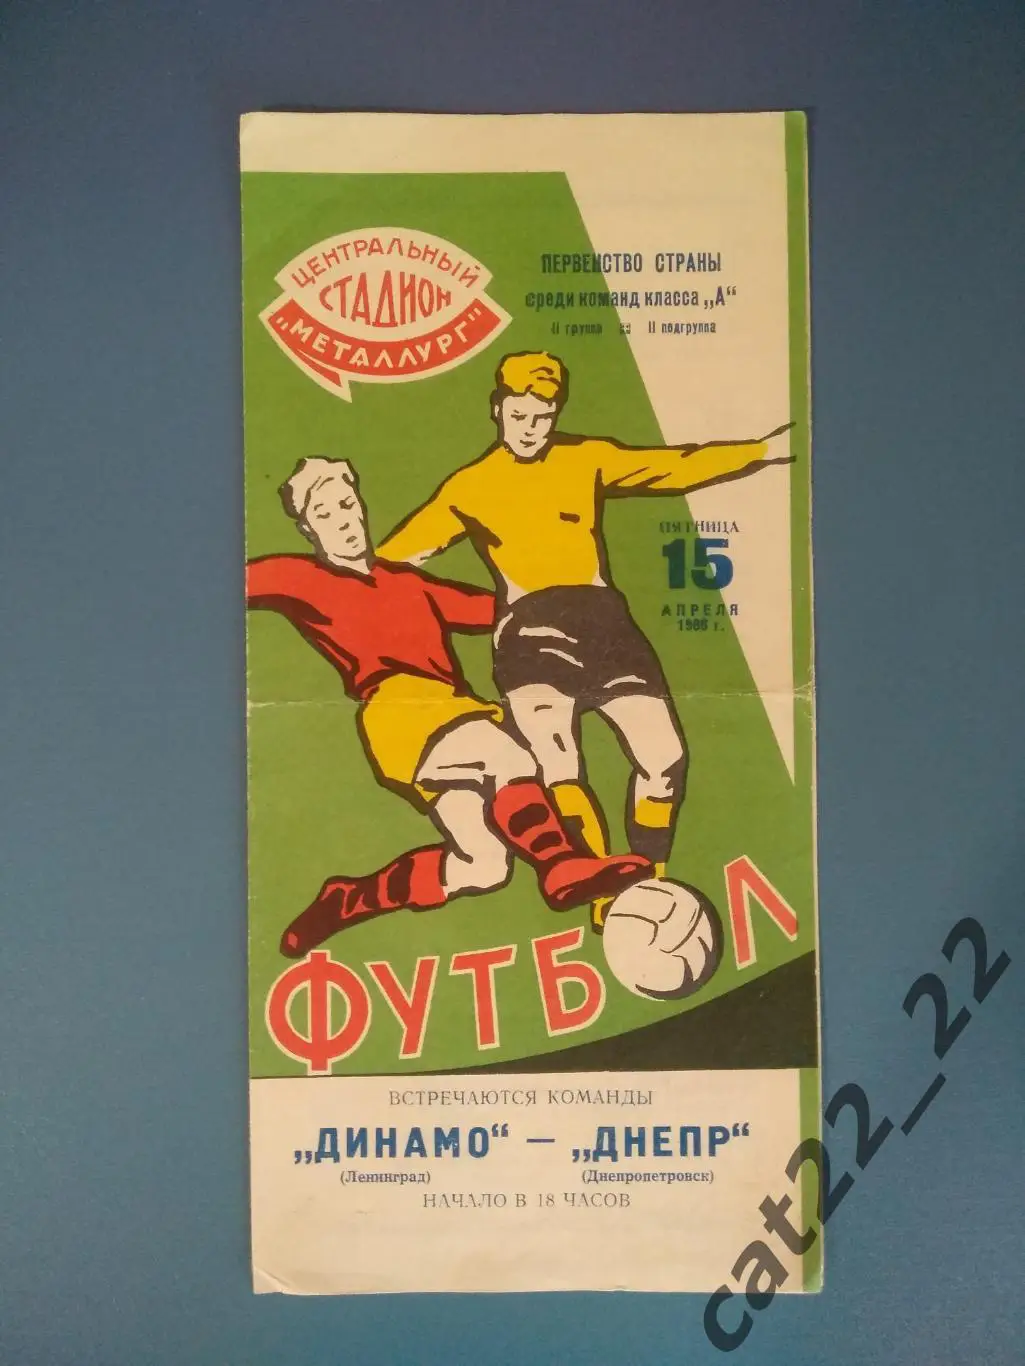 ЦЕНТРАЛЬНЫЙ
СТАДИОН
„МЕТАЛЛУРГ"
ПЕРВЕНСТВО СТРАНЫ
среди команд класса „А"
II группа II подгруппа
ПЯТНИЦА
15
АПРЕЛЯ
1966 г.
ФУТБОЛ
ВСТРЕЧАЮТСЯ КОМАНДЫ
„ДИНАМО" — „ДНЕПР"
(Ленинград) (Днепропетровск)
НАЧАЛО В 18 ЧАСОВ
cat22_22